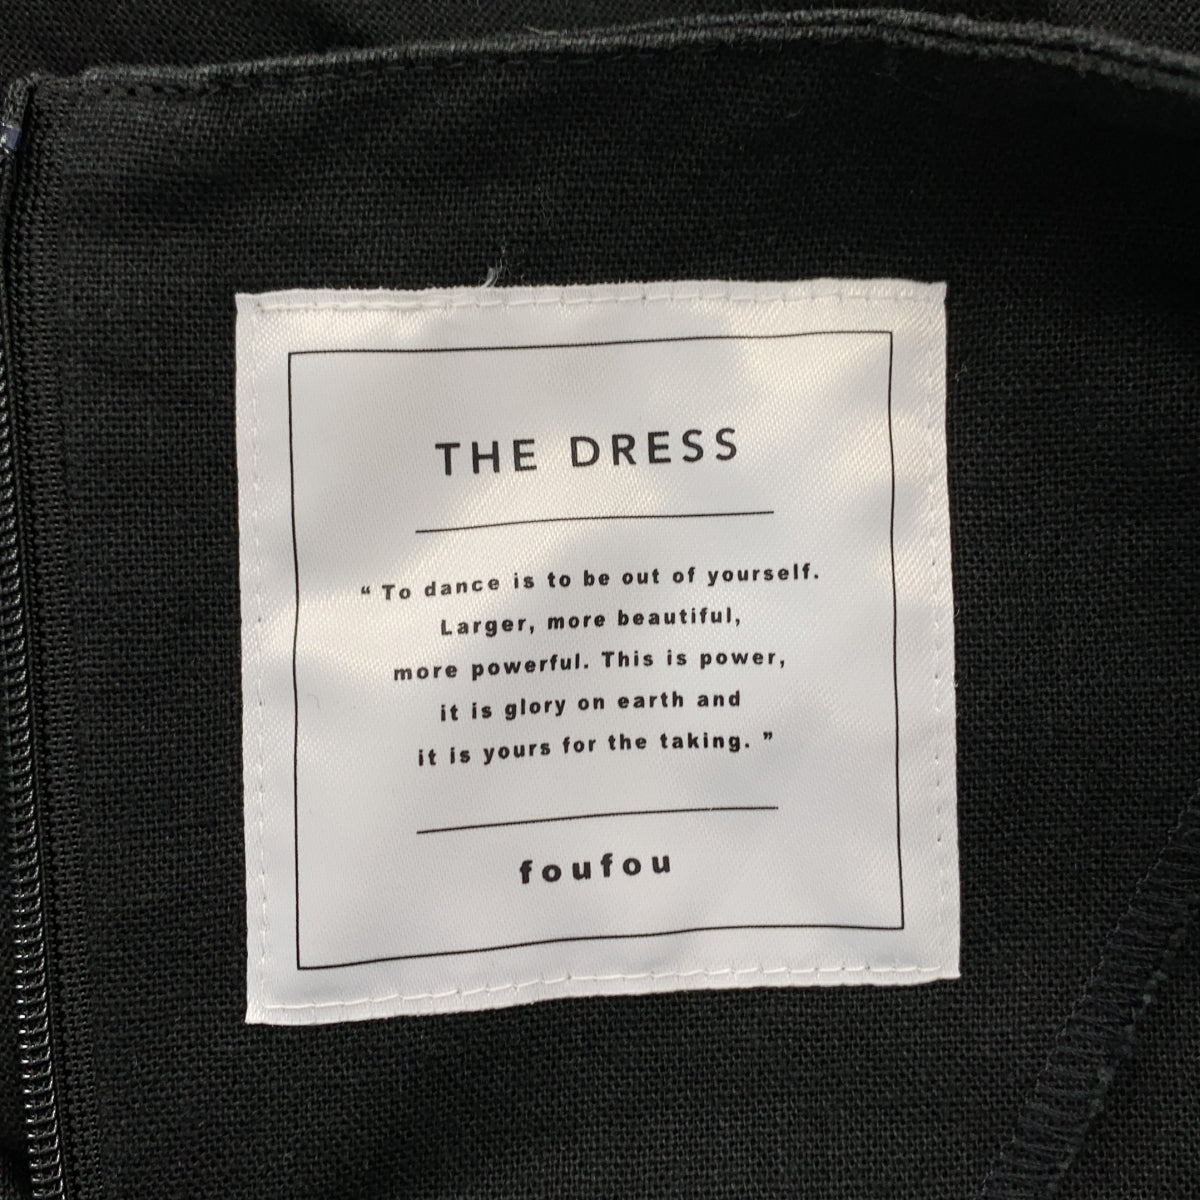 THE DRESS
“ To dance is to be out of yourself.
Larger, more beautiful,
more powerful. This is power,
it is glory on earth and
it is yours for the taking. ”
foufou